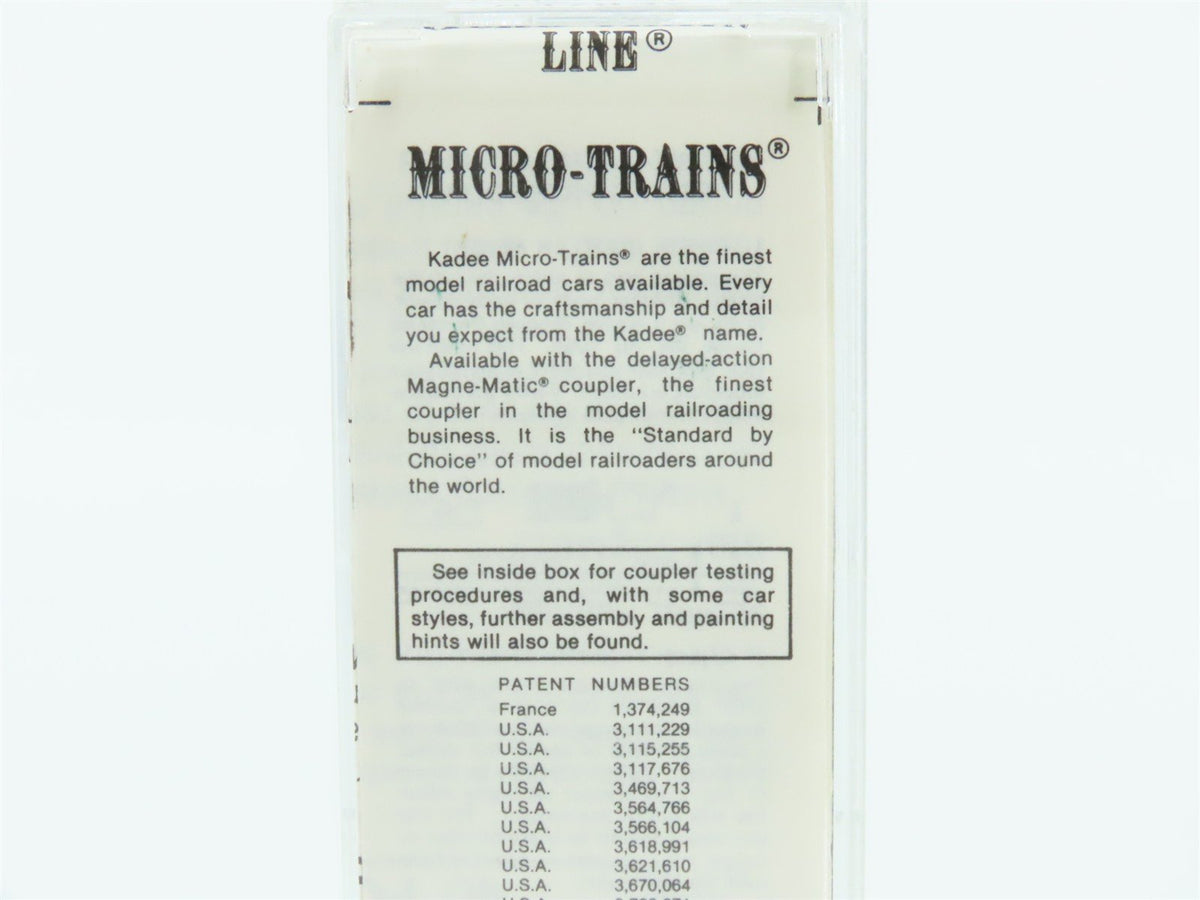 LINE®
MICRO-TRAINS®
Kadee Micro-Trains® are the finest
model railroad cars available. Every
car has the craftsmanship and detail
you expect from the Kadee® name.
Available with the delayed-action
Magne-Matic® coupler, the finest
coupler in the model railroading
business. It is the "Standard by
Choice" of model railroaders around
the world.
See inside box for coupler testing
procedures and, with some car
styles, further assembly and painting
hints will also be found.
PATENT NUMBERS
France 1,374,249
U.S.A. 3,111,229
U.S.A. 3,115,255
U.S.A. 3,117,676
U.S.A. 3,469,713
U.S.A. 3,564,766
U.S.A. 3,566,104
U.S.A. 3,618,991
U.S.A. 3,621,610
U.S.A. 3,670,064